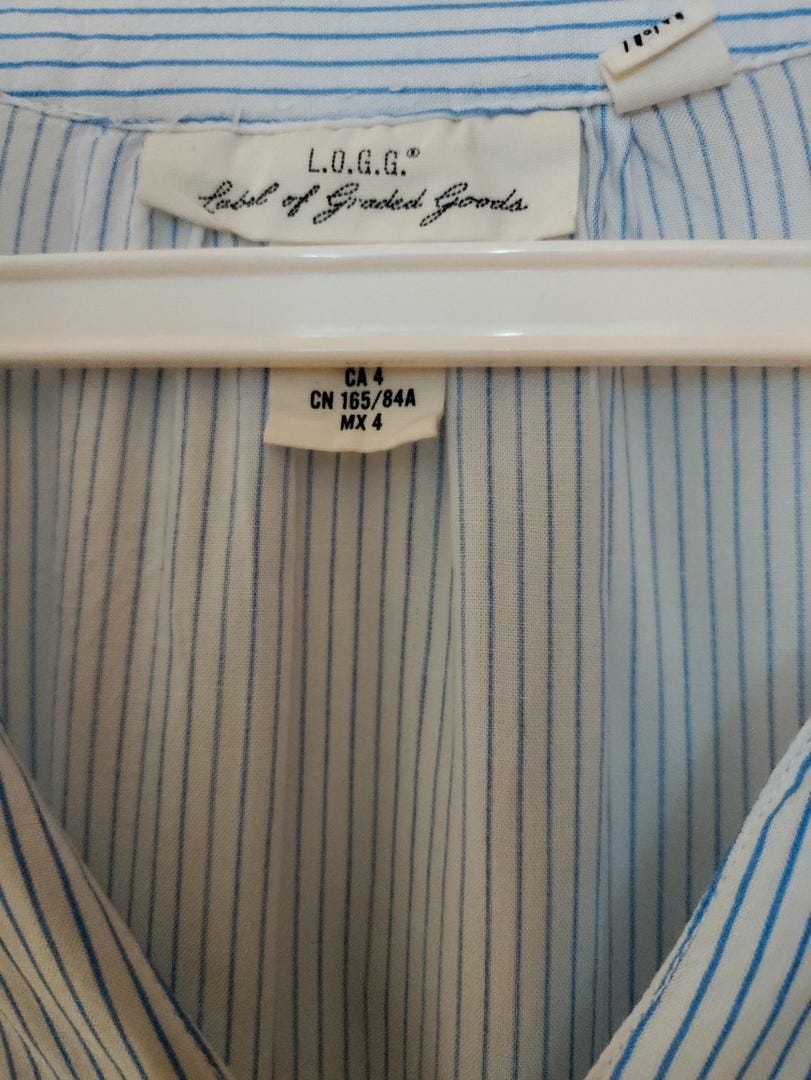 L.O.G.G.®
Label of Graded Goods
CA 4
CN 165/84A
MX 4